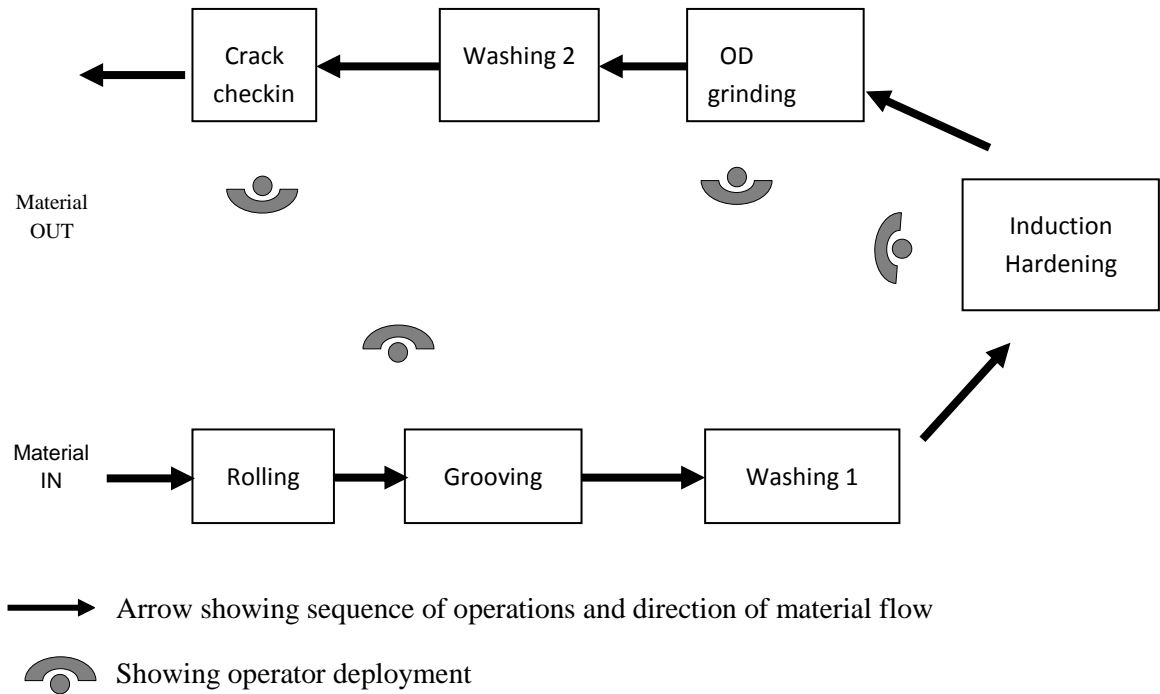 Crack
checkin
Washing 2
OD
grinding
Material
OUT
Induction
Hardening
Material
IN
Rolling
Grooving
Washing 1
Arrow showing sequence of operations and direction of material flow
Showing operator deployment